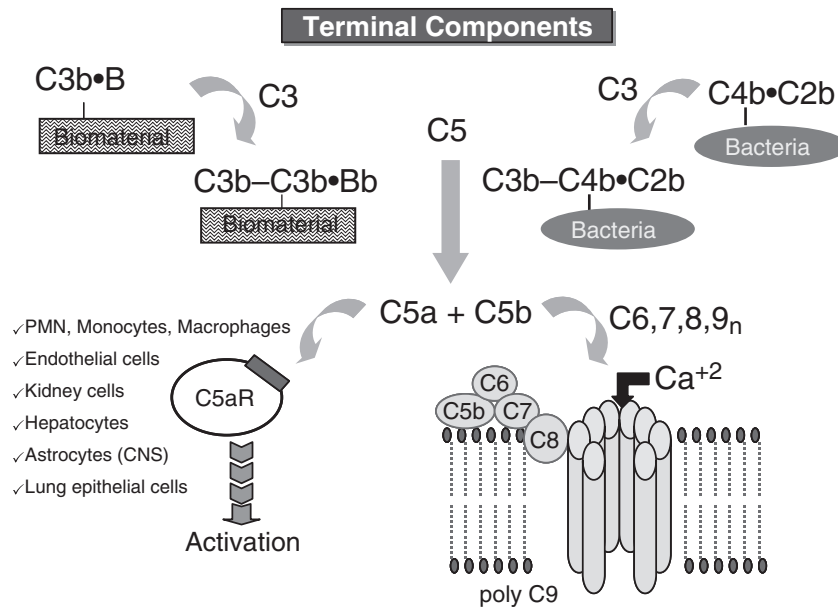 Terminal Components
C3b•B
C3
Biomaterial
C3b–C3b•Bb
Biomaterial
C5
C3
C4b•C2b
Bacteria
C3b–C4b•C2b
Bacteria
C5a + C5b
✓PMN, Monocytes, Macrophages
✓Endothelial cells
✓Kidney cells
✓Hepatocytes
✓Astrocytes (CNS)
✓Lung epithelial cells
C5aR
Activation
C6,7,8,9n
Ca+2
C6
C5b
C7
C8
poly C9